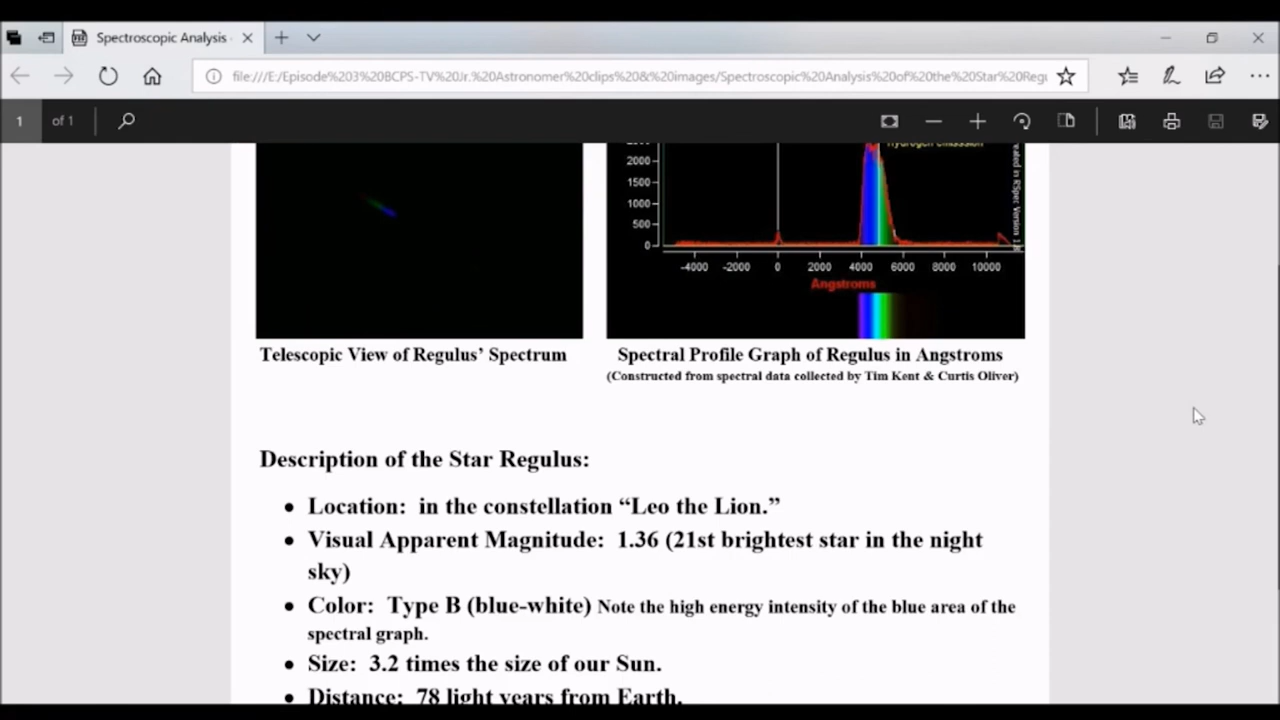 Spectroscopic Analysis
file:///E:/Episode%203%20BCPS-TV%20Jr.%20Astronomer%20clips%20&%20images/Spectroscopic%20Analysis%20of%20the%20Star%20Regu
1 of 1
Hydrogen Emission
2000
1500
1000
500
0
-4000 -2000 0 2000 4000 6000 8000 10000
Angstroms
Telescopic View of Regulus’ Spectrum
Spectral Profile Graph of Regulus in Angstroms
(Constructed from spectral data collected by Tim Kent & Curtis Oliver)
Description of the Star Regulus:
• Location: in the constellation “Leo the Lion.”
• Visual Apparent Magnitude: 1.36 (21st brightest star in the night
sky)
• Color: Type B (blue-white) Note the high energy intensity of the blue area of the
spectral graph.
• Size: 3.2 times the size of our Sun.
• Distance: 78 light years from Earth.